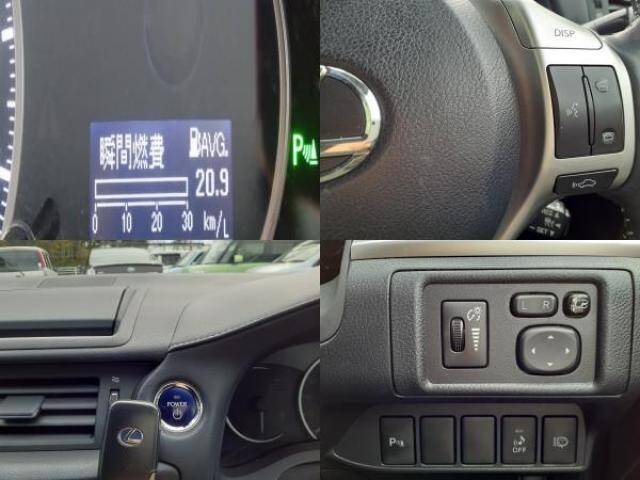 瞬間燃費 AVG.
20.9
0 10 20 30 km/L
P
DISP
POWER
L R
P
OFF